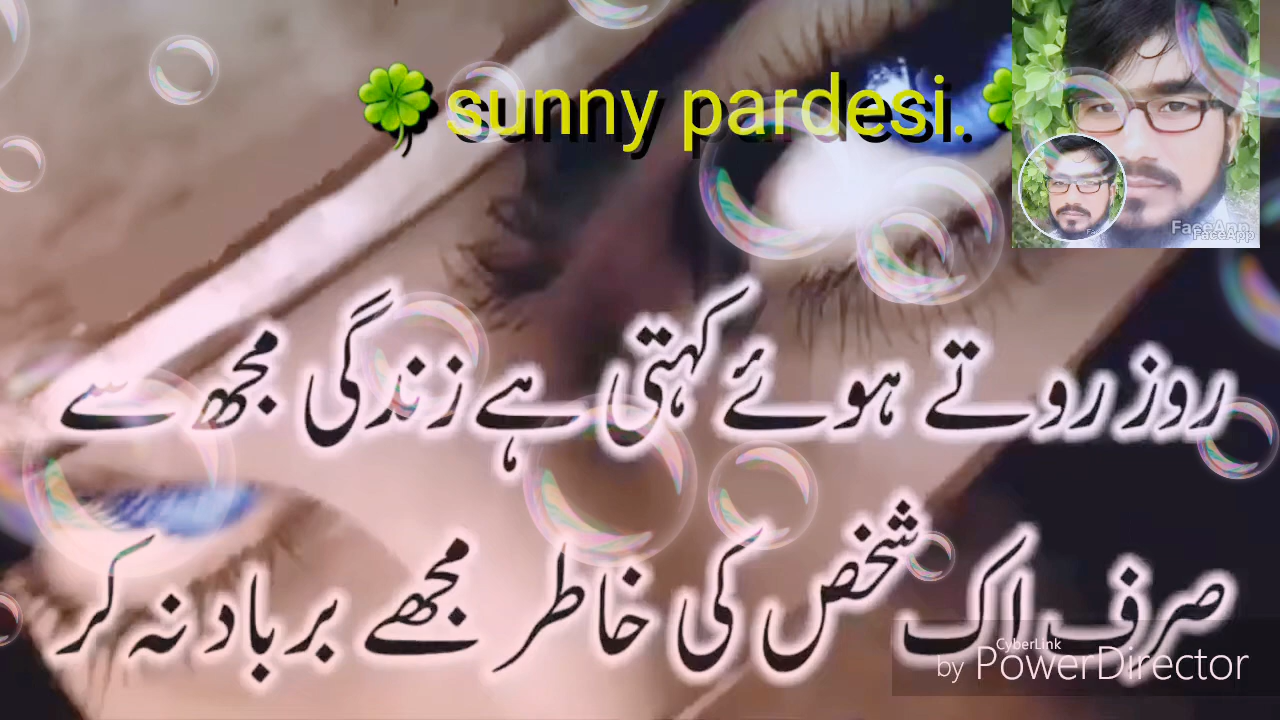 🍀sunny pardesi.🍀
FaceApp
FaceApp
روز روتے ہوئے کہتی ہے زندگی مجھ سے
صرف اک شخص کی خاطر مجھے برباد نہ کر
CyberLink
by PowerDirector